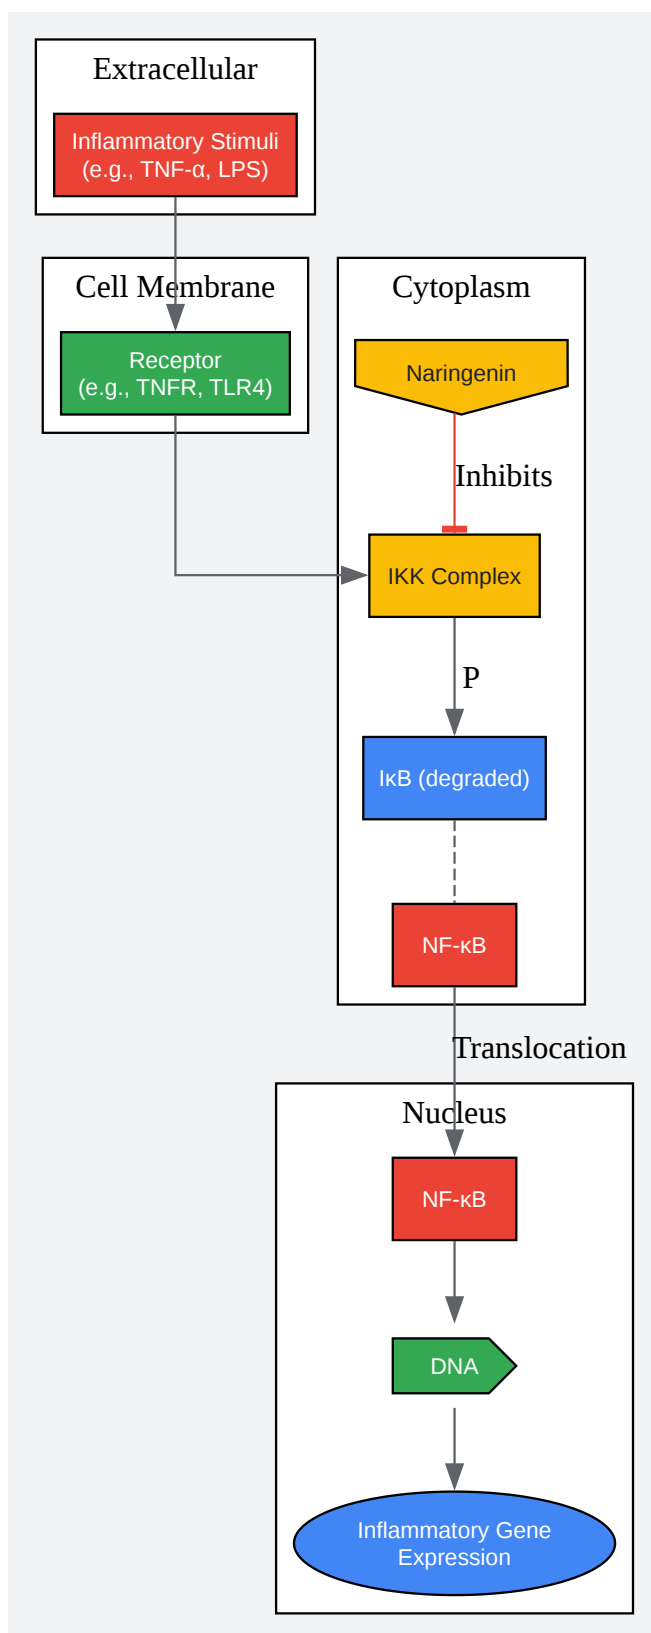 Extracellular
Inflammatory Stimuli
(e.g., TNF-α, LPS)
Cell Membrane
Receptor
(e.g., TNFR, TLR4)
Cytoplasm
Naringenin
Inhibits
IKK Complex
P
IκB (degraded)
NF-κB
Translocation
Nucleus
NF-κB
DNA
Inflammatory Gene
Expression